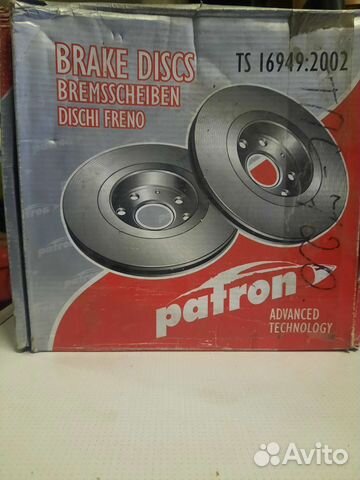 BRAKE DISCS
BREMSSCHEIBEN
DISCHI FRENO
TS 16949:2002
patron
ADVANCED
TECHNOLOGY
Avito